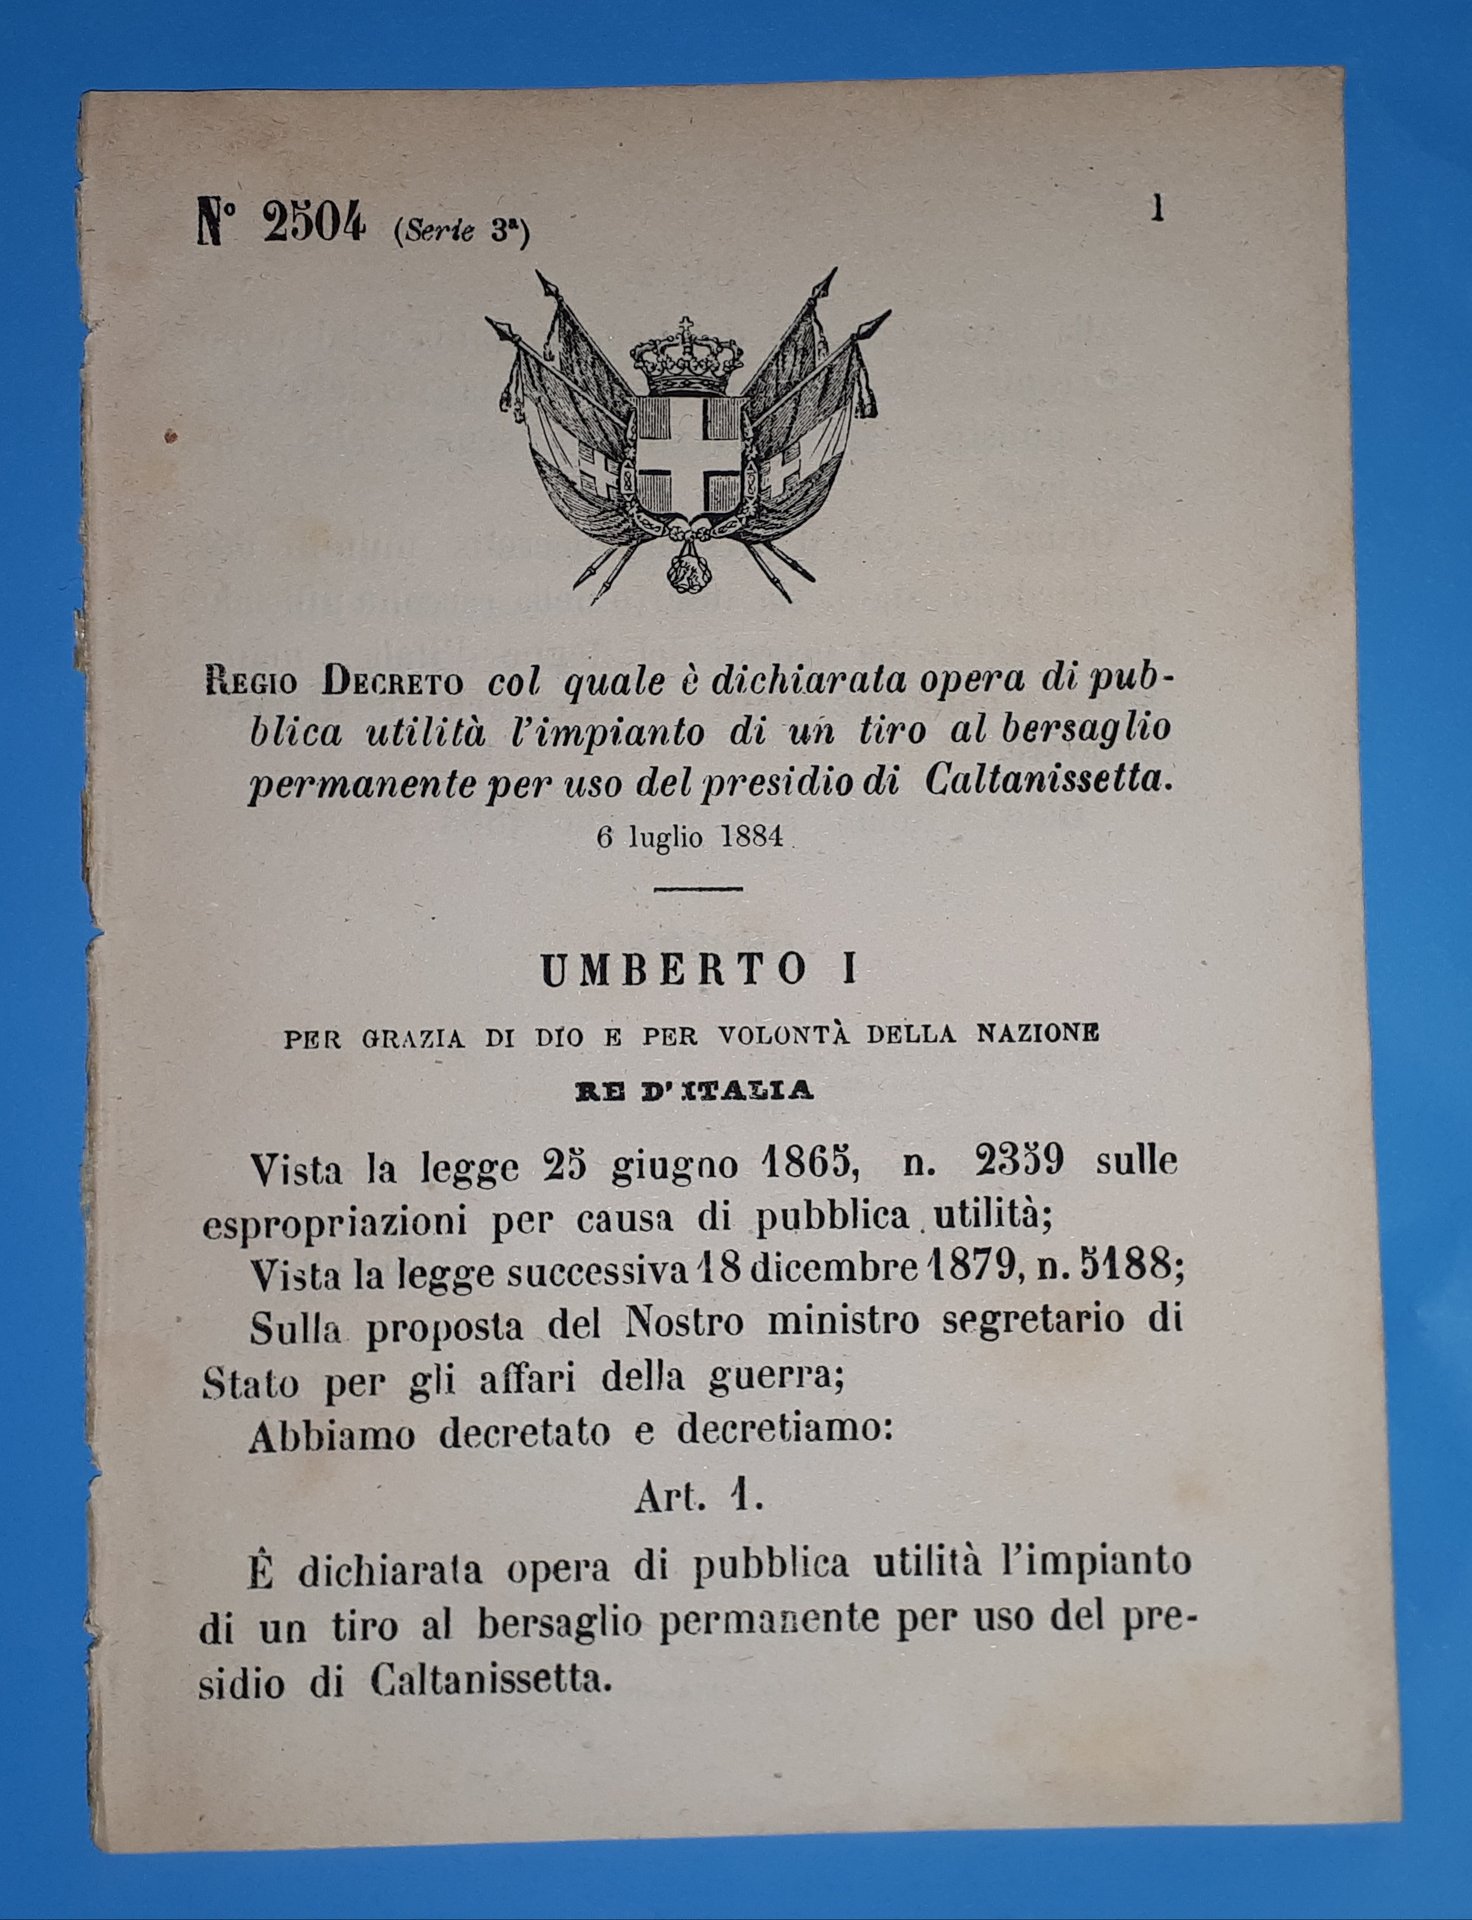 N° 2504 (Serie 3ª)
1
REGIO DECRETO col quale è dichiarata opera di pub-
blica utilità l'impianto di un tiro al bersaglio
permanente per uso del presidio di Caltanissetta.
6 luglio 1884
UMBERTO I
PER GRAZIA DI DIO E PER VOLONTÀ DELLA NAZIONE
RE D'ITALIA
Vista la legge 25 giugno 1865, n. 2359 sulle
espropriazioni per causa di pubblica utilità;
Vista la legge successiva 18 dicembre 1879, n. 5188;
Sulla proposta del Nostro ministro segretario di
Stato per gli affari della guerra;
Abbiamo decretato e decretiamo:
Art. 1.
Ê dichiarata opera di pubblica utilità l'impianto
di un tiro al bersaglio permanente per uso del pre-
sidio di Caltanissetta.